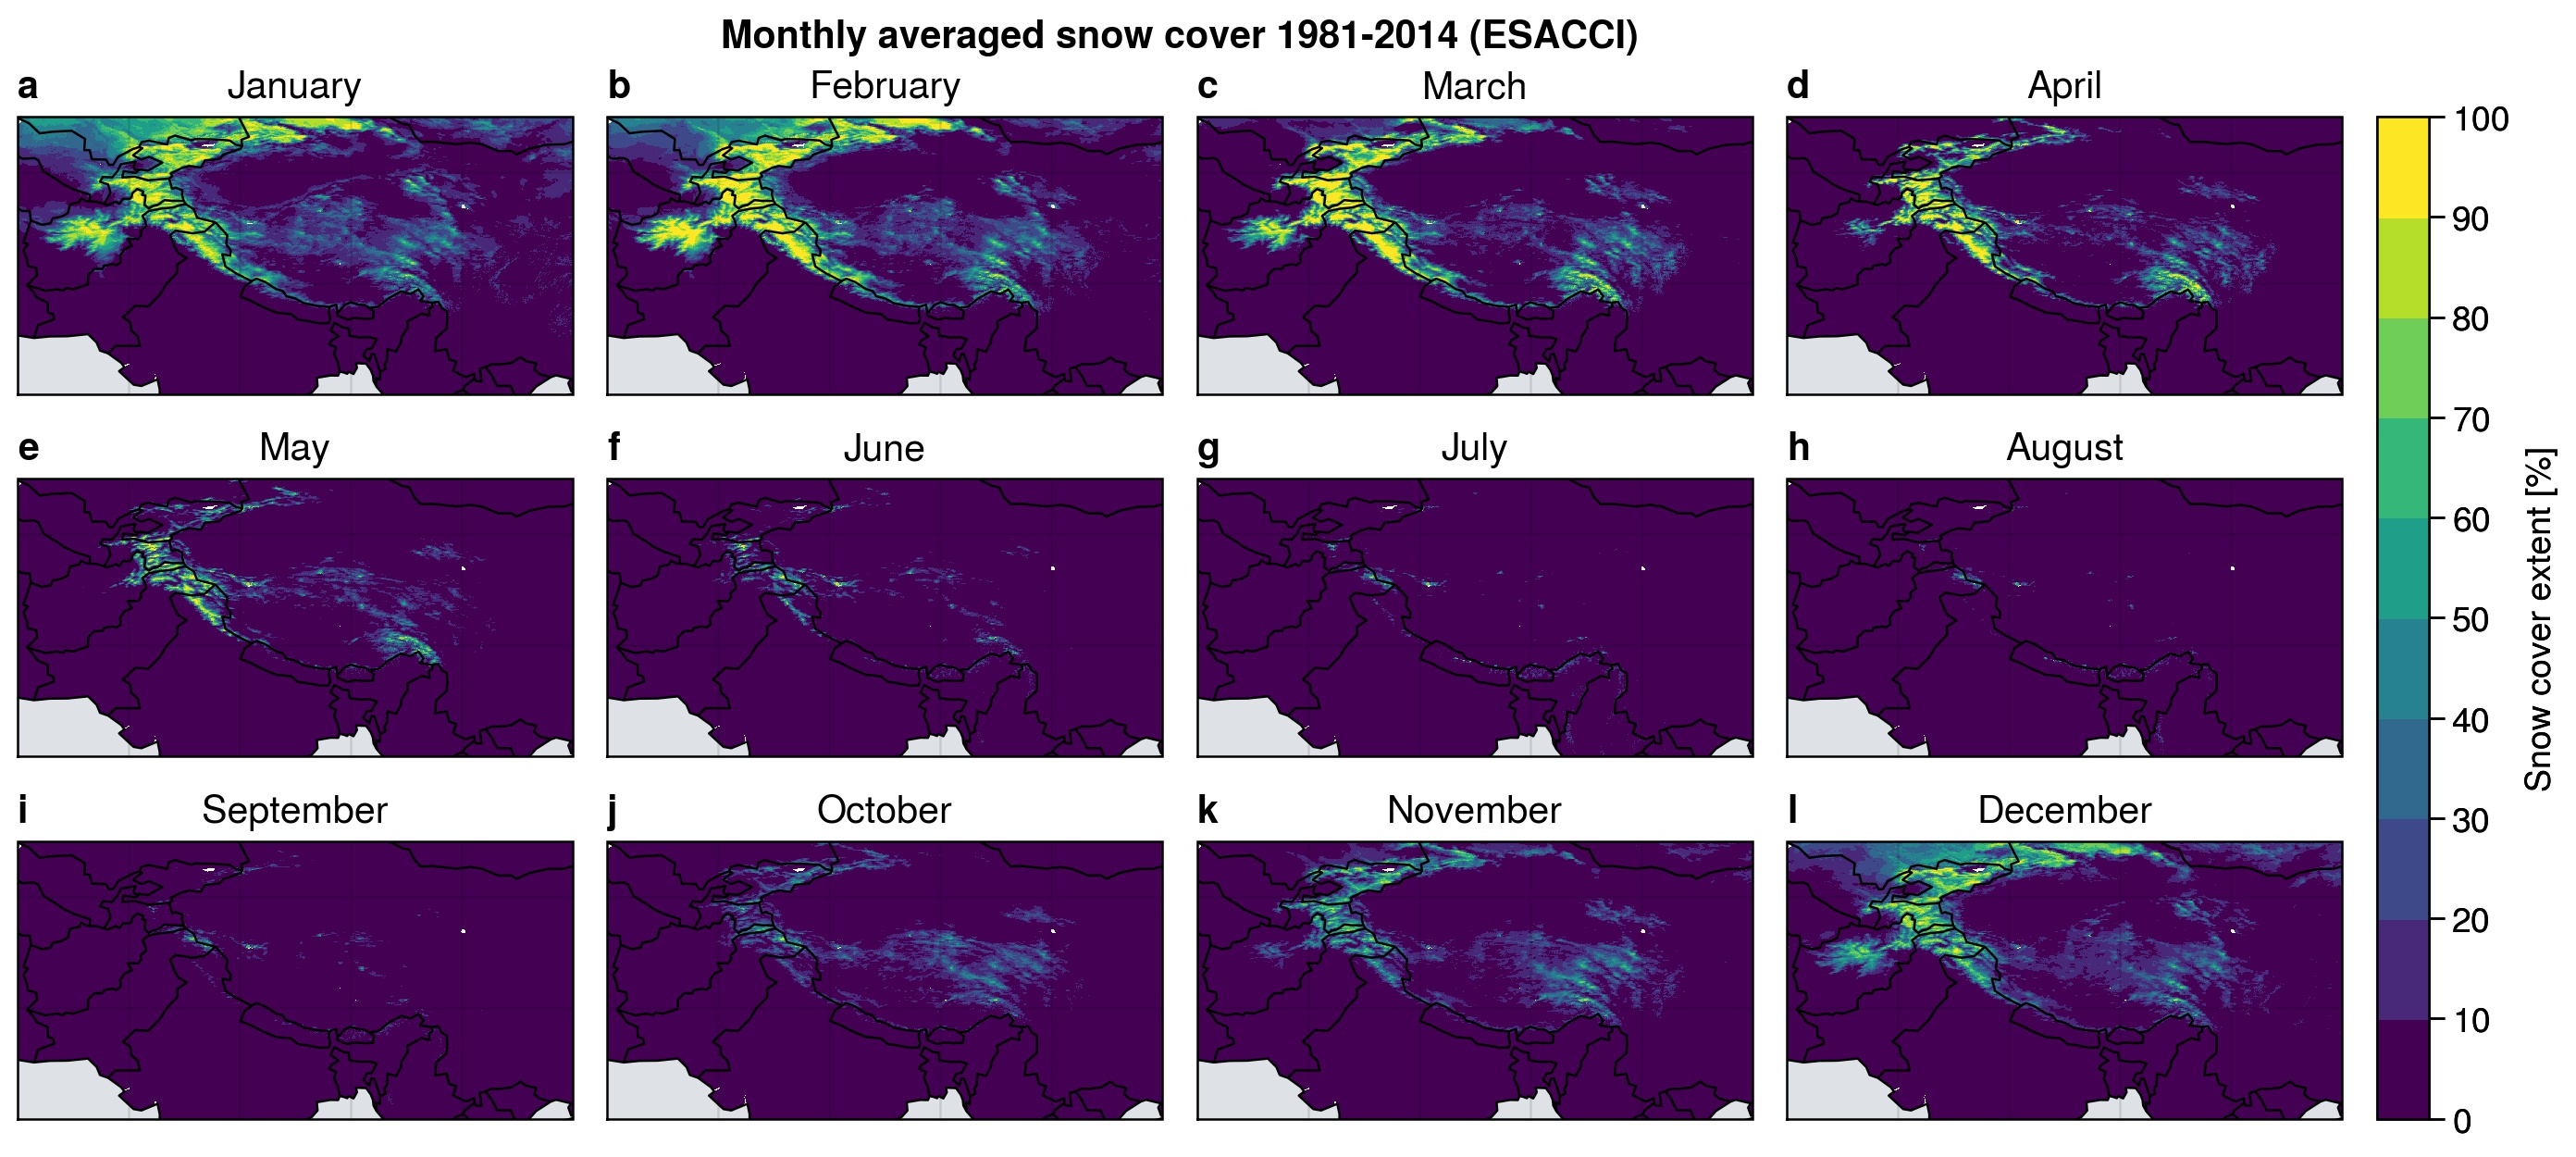 Monthly averaged snow cover 1981-2014 (ESACCI)
a January
b February
c March
d April
e May
f June
g July
h August
i September
j October
k November
l December
100
90
80
70
60
50
40
30
20
10
0
Snow cover extent [%]